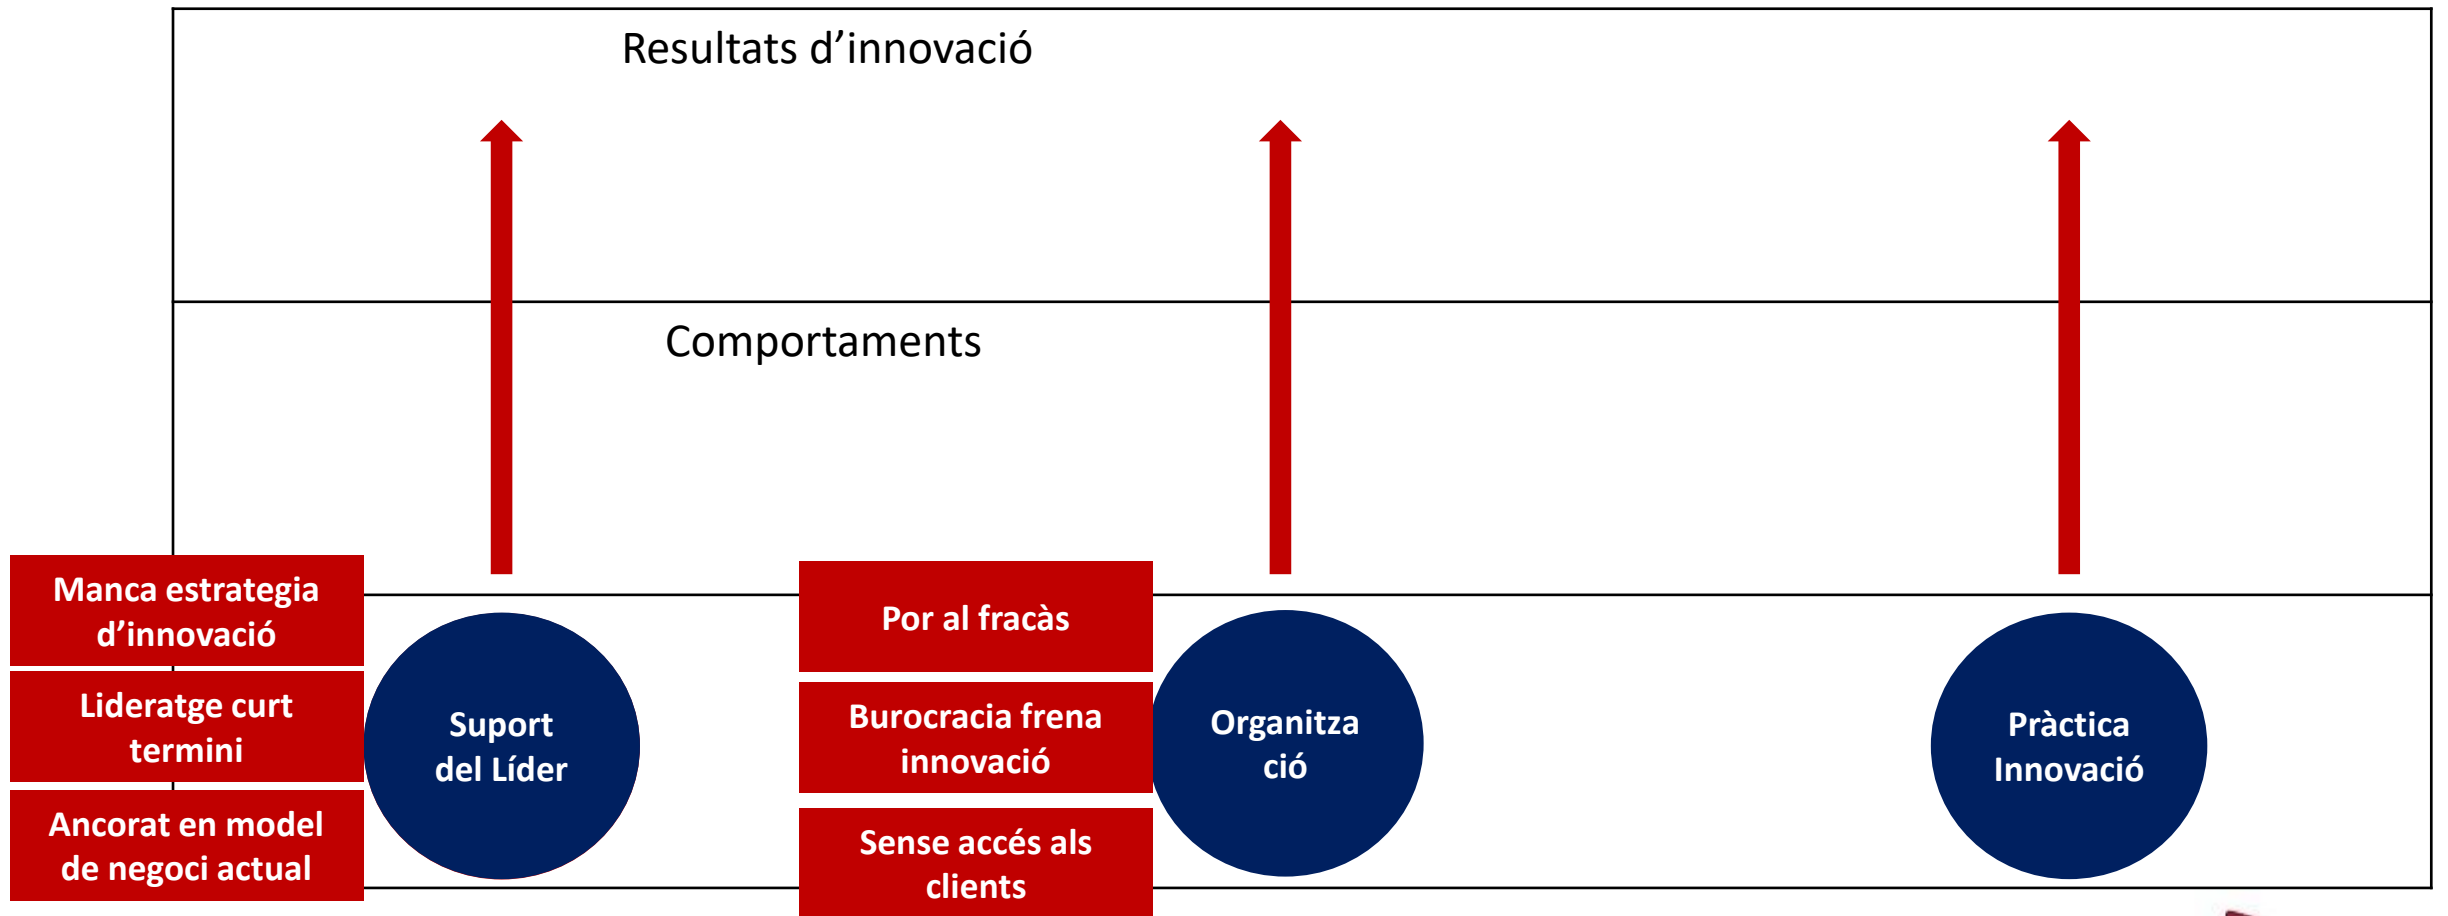 Resultats d’innovació
Comportaments
Manca estrategia
d’innovació
Lideratge curt
termini
Ancorat en model
de negoci actual
Suport
del Líder
Por al fracàs
Burocracia frena
innovació
Sense accés als
clients
Organitza
ció
Pràctica
Innovació